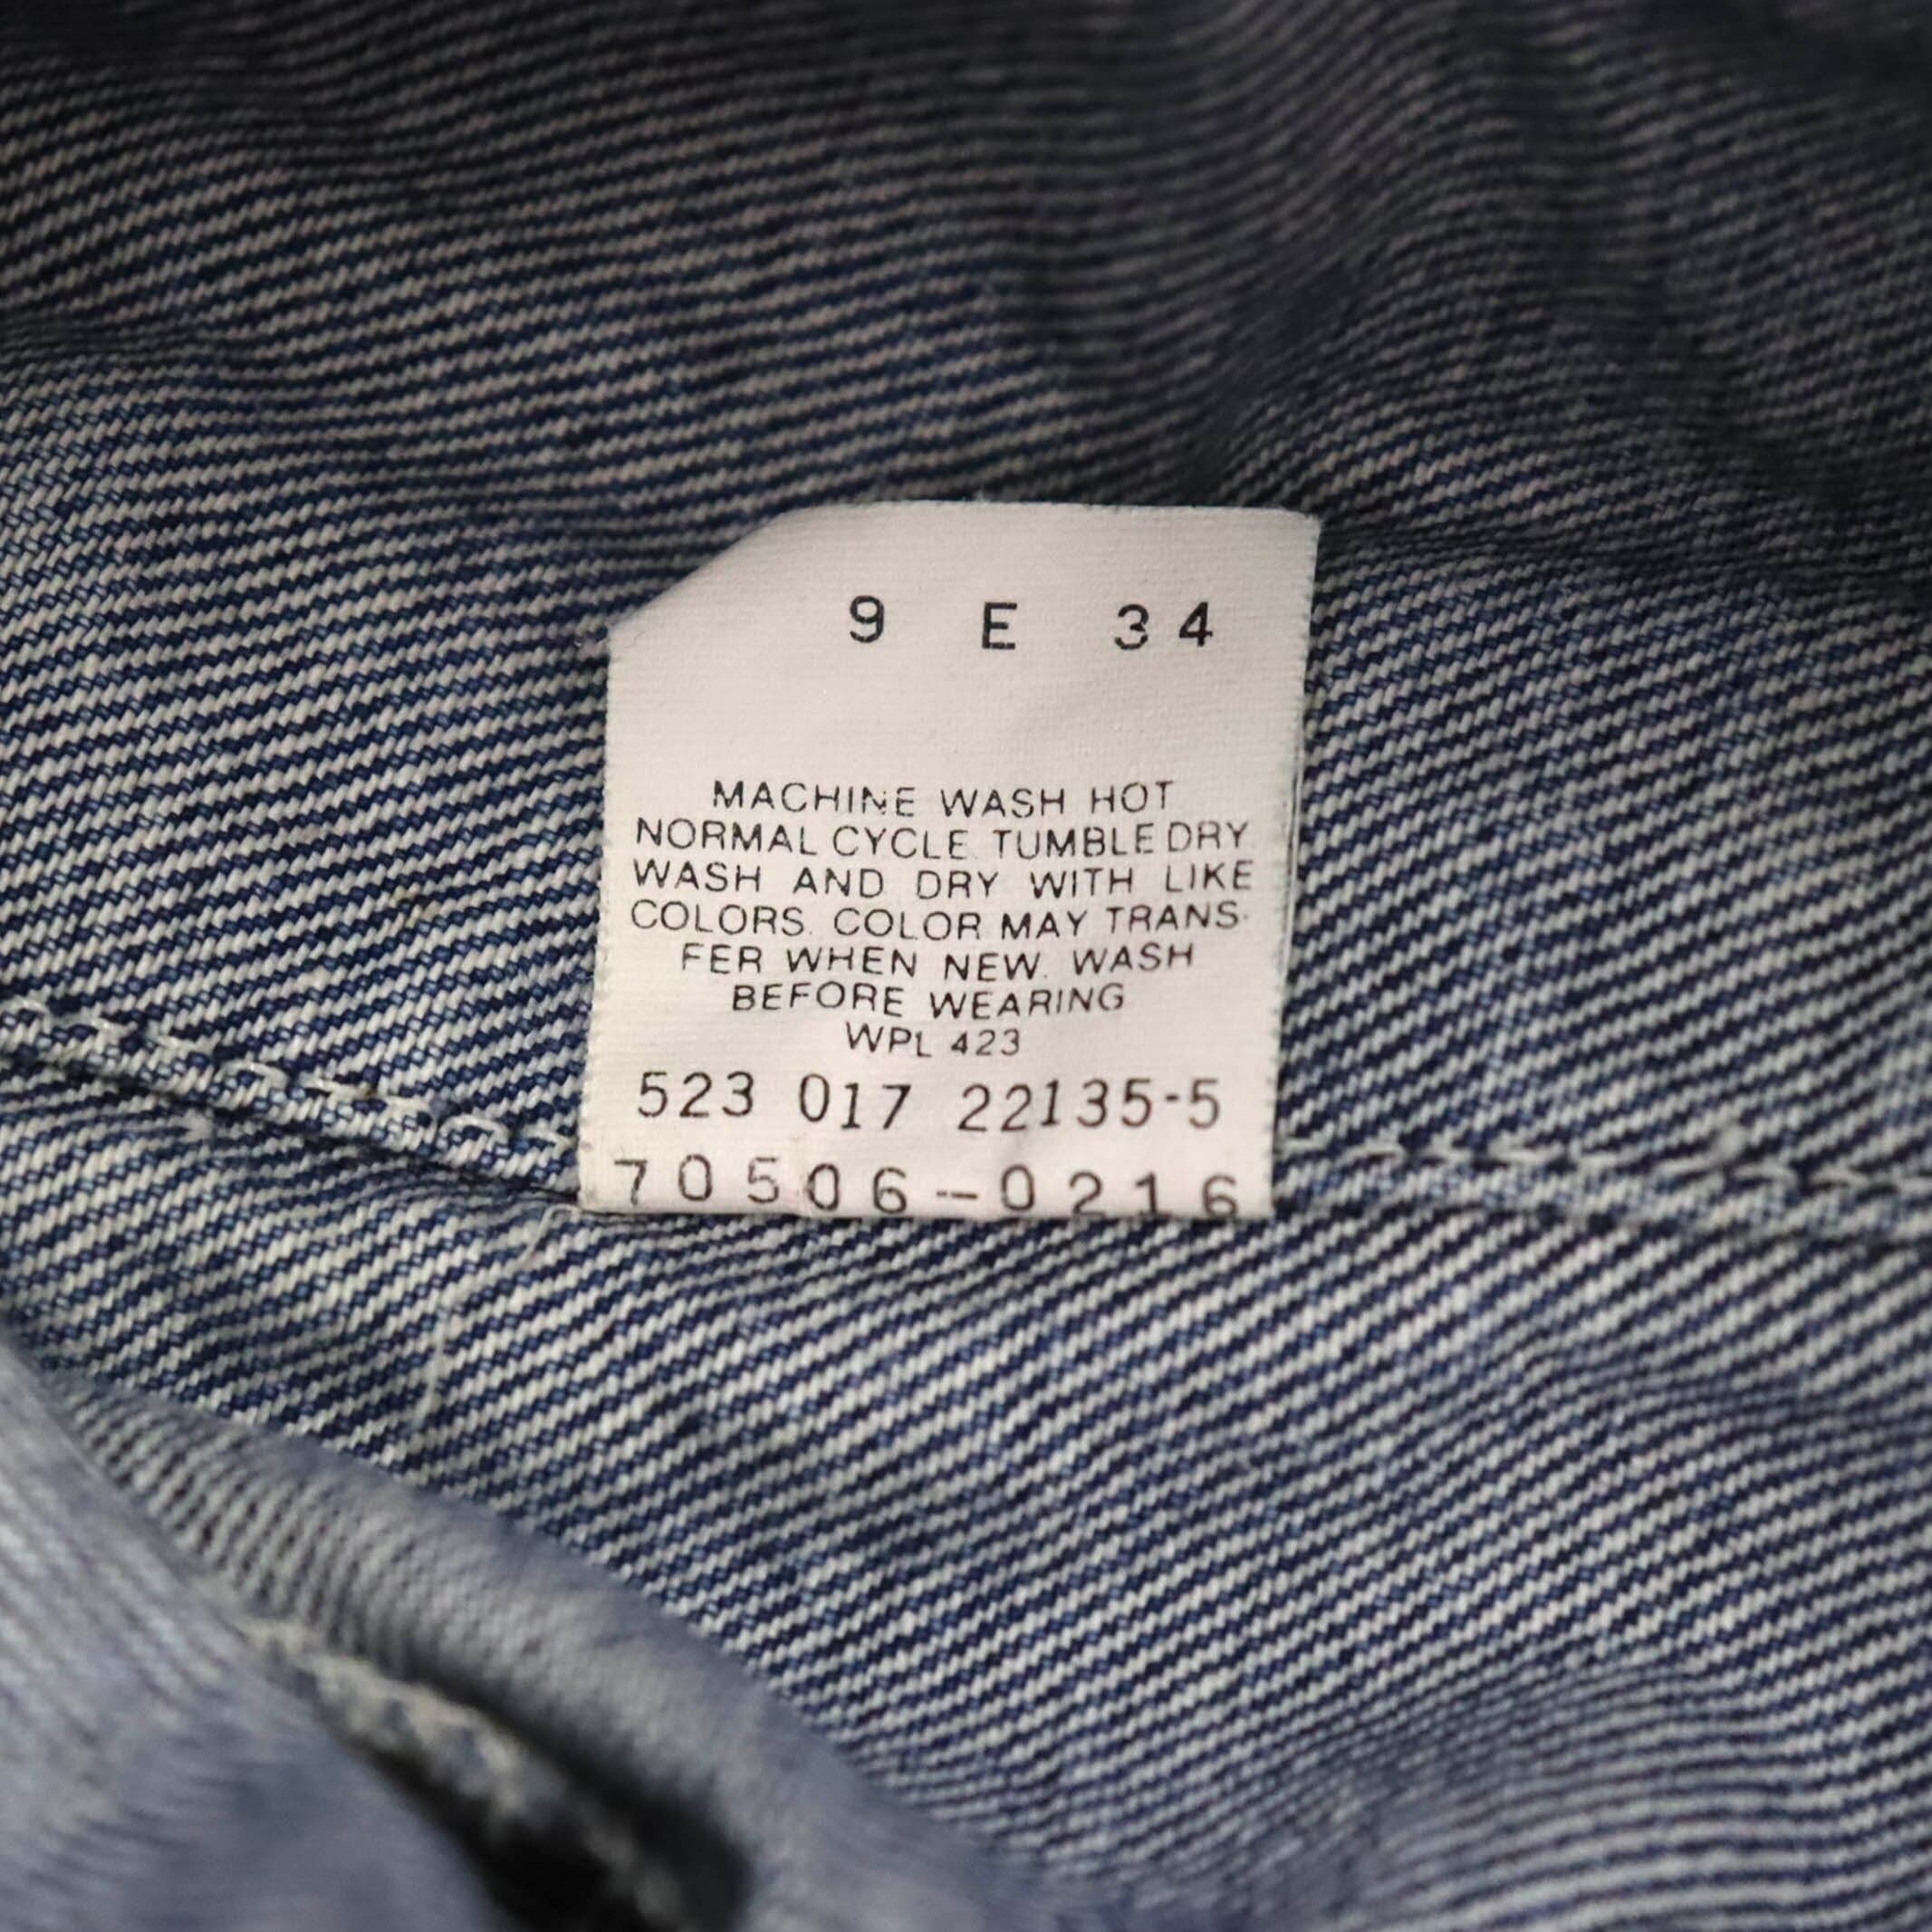 9 E 34
MACHINE WASH HOT
NORMAL CYCLE. TUMBLE DRY.
WASH AND DRY WITH LIKE
COLORS. COLOR MAY TRANS-
FER WHEN NEW. WASH
BEFORE WEARING
WPL 423
523 017 22135-5
70506-0216